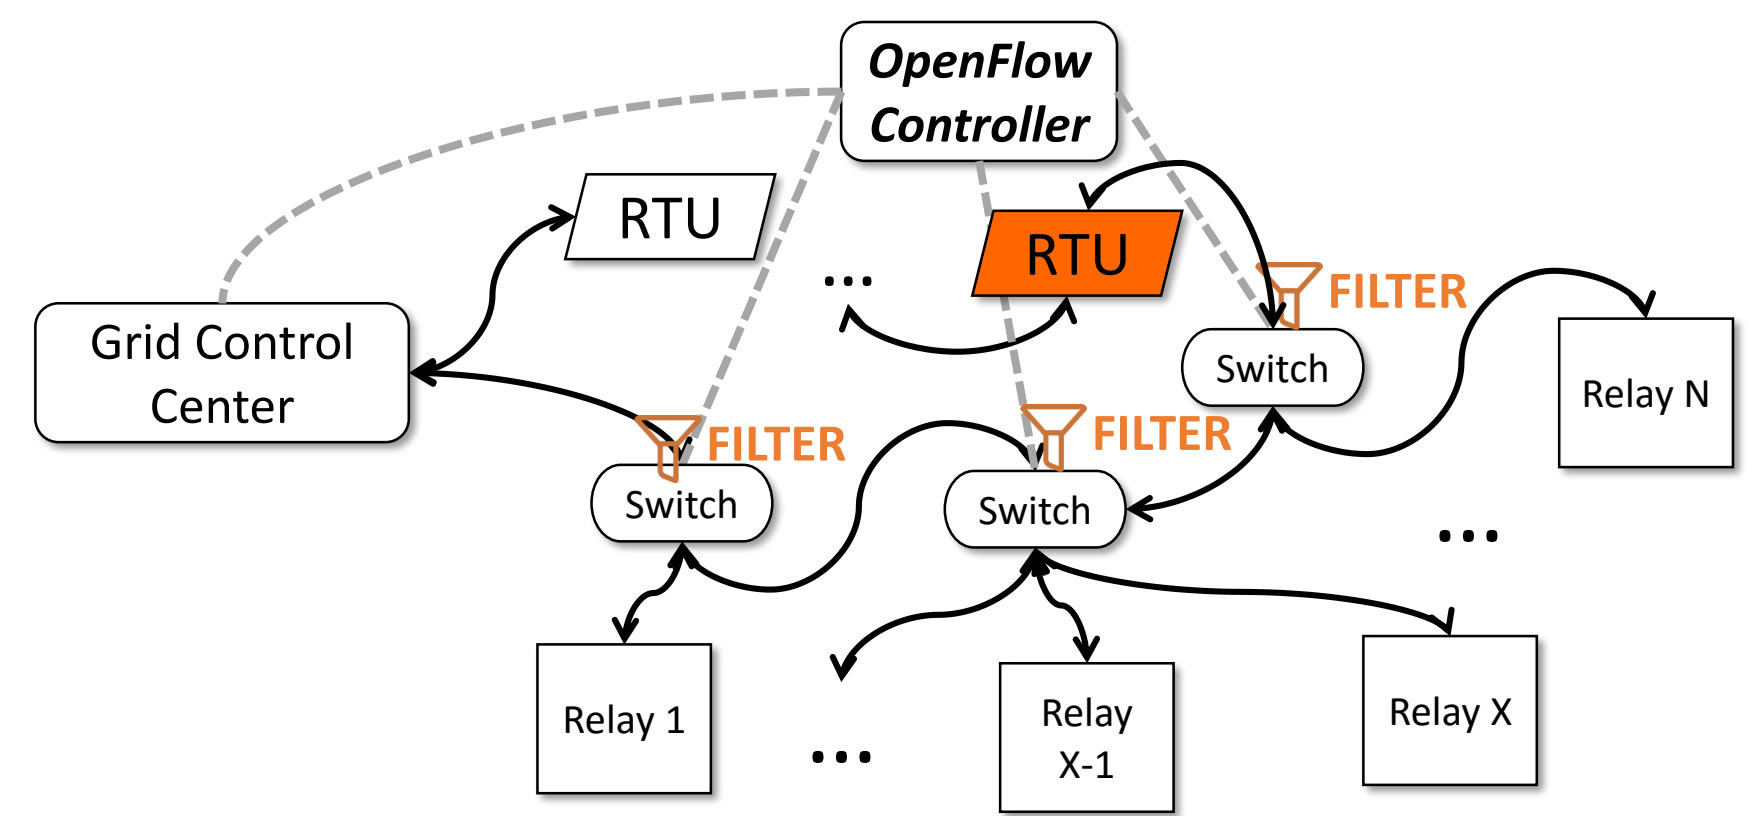 OpenFlow
Controller
RTU
RTU
...
FILTER
Grid Control
Center
Switch
Relay N
FILTER
FILTER
Switch
Switch
...
Relay 1
Relay
X-1
Relay X
...